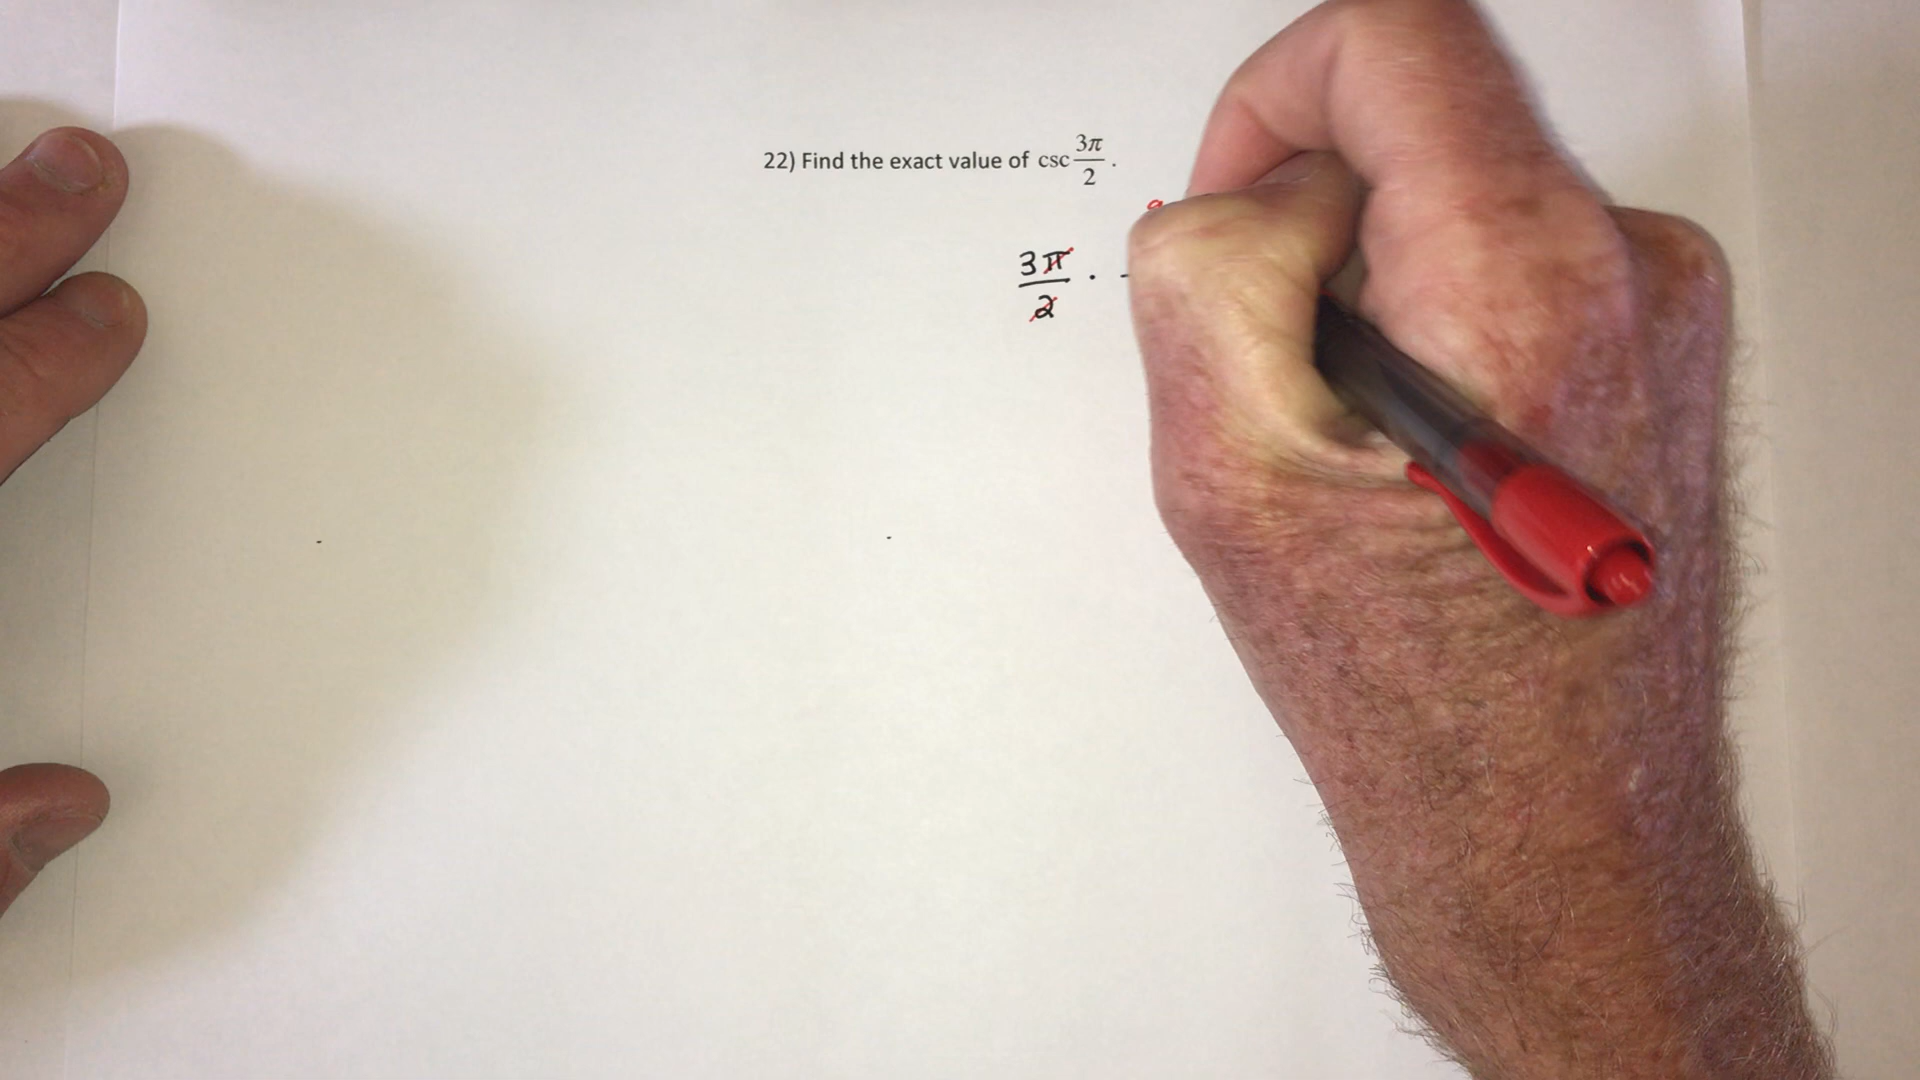 22) Find the exact value of csc 3π/2 .
3π/2 ·